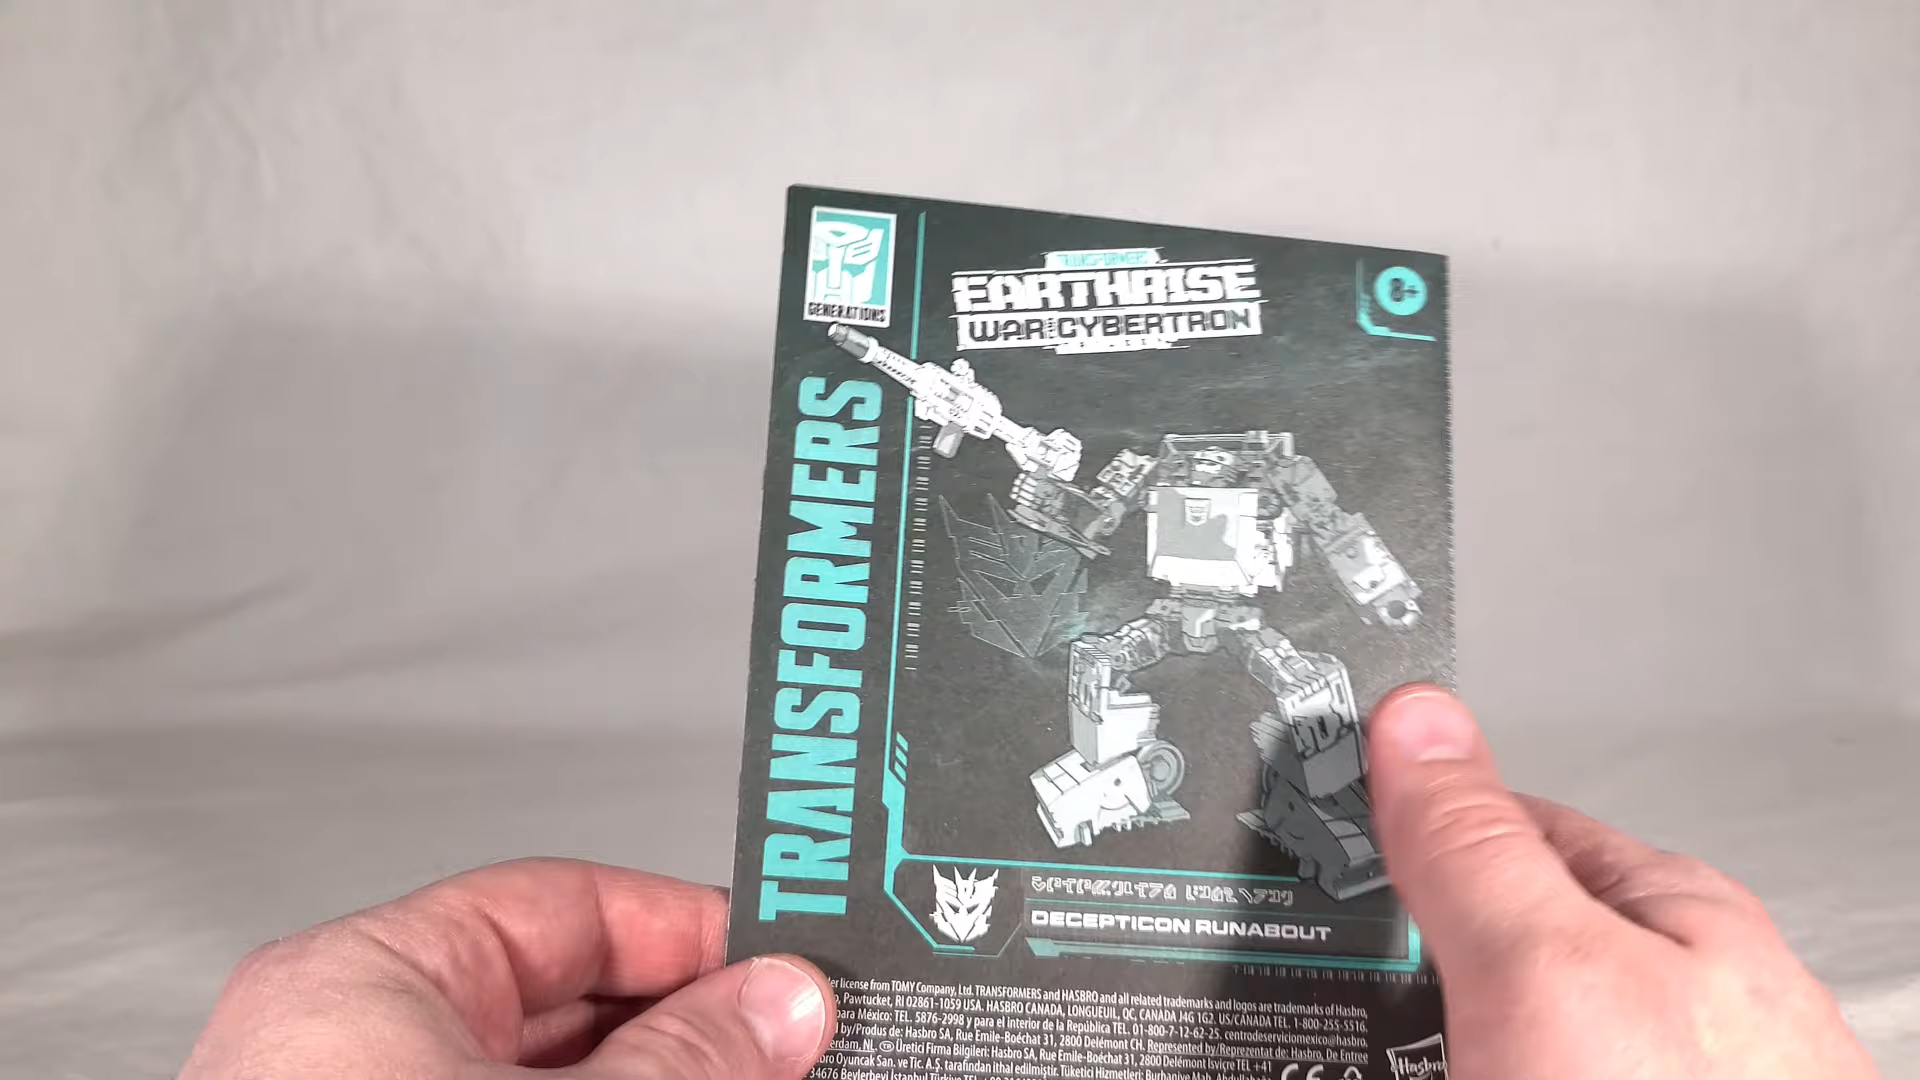 GENERATIONS
TRANSFORMERS
EARTHRISE
WAR FOR CYBERTRON
8+
TRANSFORMERS
DECEPTICON RUNABOUT
license from TOMY Company, Ltd. TRANSFORMERS and HASBRO and all related trademarks and logos are trademarks of Hasbro,
Pawtucket, RI 02861-1059 USA. HASBRO CANADA, LONGUEUIL, QC, CANADA J4G 1G2. US/CANADA TEL. 1-800-255-5516.
para México: TEL. 5876-2998 y para el Interior de la República TEL. 01-800-7-12-62-25. centrodeserviciomexico@hasbro.
by/Produs de: Hasbro SA, Rue Emile-Boéchat 31, 2800 Delémont CH. Represented by/Reprezentat de: Hasbro, De Entree
NL. TR Üretici Firma Bilgileri: Hasbro SA, Rue Emile-Boéchat 31, 2800 Delémont İsviçre TEL +41
Oyuncak San. ve Tic. A.Ş. tarafından ithal edilmiştir. Tüketici Hizmetleri: Burhaniye Mah.
34676 Beylerbeyi İstanbul Türkiye
CE
Hasbro